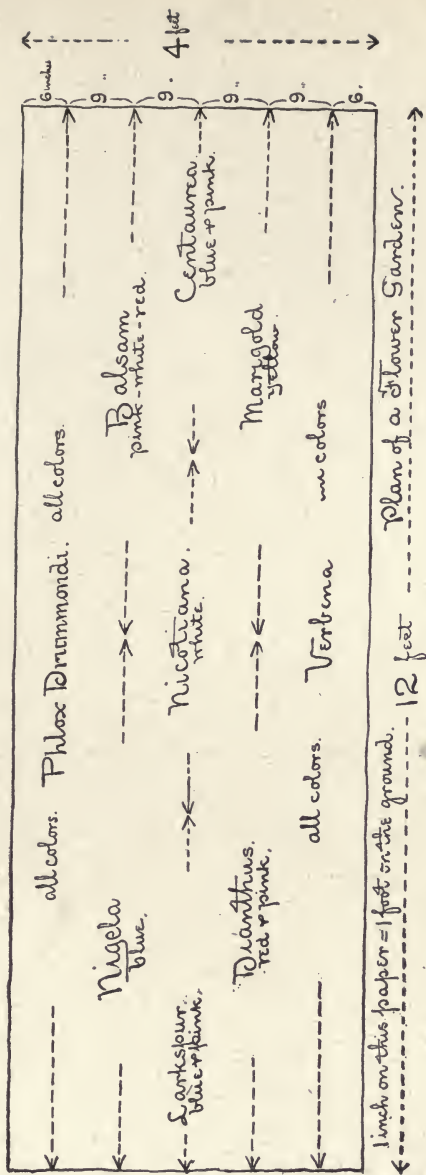 all colors. Phlox Drummondi. all colors.
Nigela
blue.
Balsam
pink-white-red.
Larkspur.
blue & pink.
Nicotiana.
white.
Centaurea
blue & pink.
Dianthus.
red & pink.
Marigold
yellow.
all colors. Verbena in colors
6 inches
9 "
9 "
9 "
9 "
6 "
4 feet
1 inch on this paper = 1 foot on the ground. Plan of a Flower Garden.
12 feet